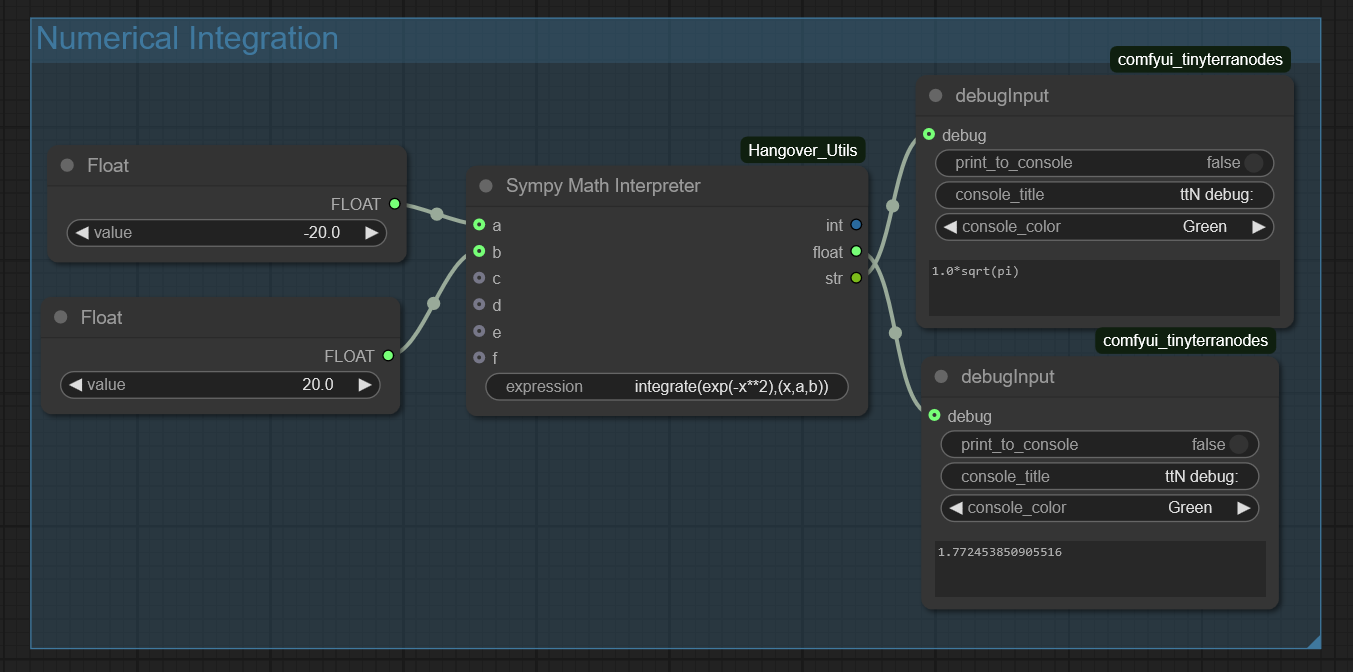 Numerical Integration
Float
FLOAT
value -20.0
Float
FLOAT
value 20.0
Hangover_Utils
Sympy Math Interpreter
a int
b float
c str
d
e
f
expression integrate(exp(-x**2),(x,a,b))
comfyui_tinyterranodes
debugInput
debug
print_to_console false
console_title ttN debug:
console_color Green
1.0*sqrt(pi)
comfyui_tinyterranodes
debugInput
debug
print_to_console false
console_title ttN debug:
console_color Green
1.772453850905516